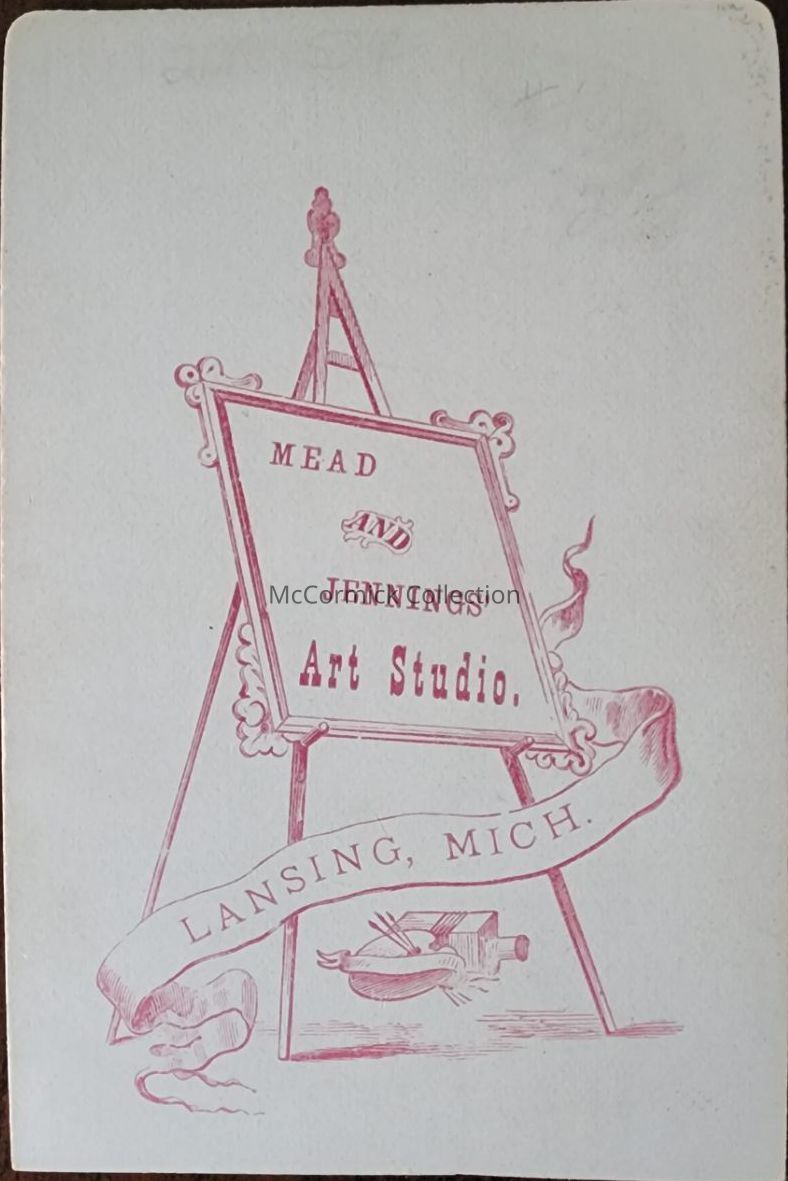 MEAD
AND
JENNINGS'
Art Studio.
McCormick Collection
LANSING, MICH.